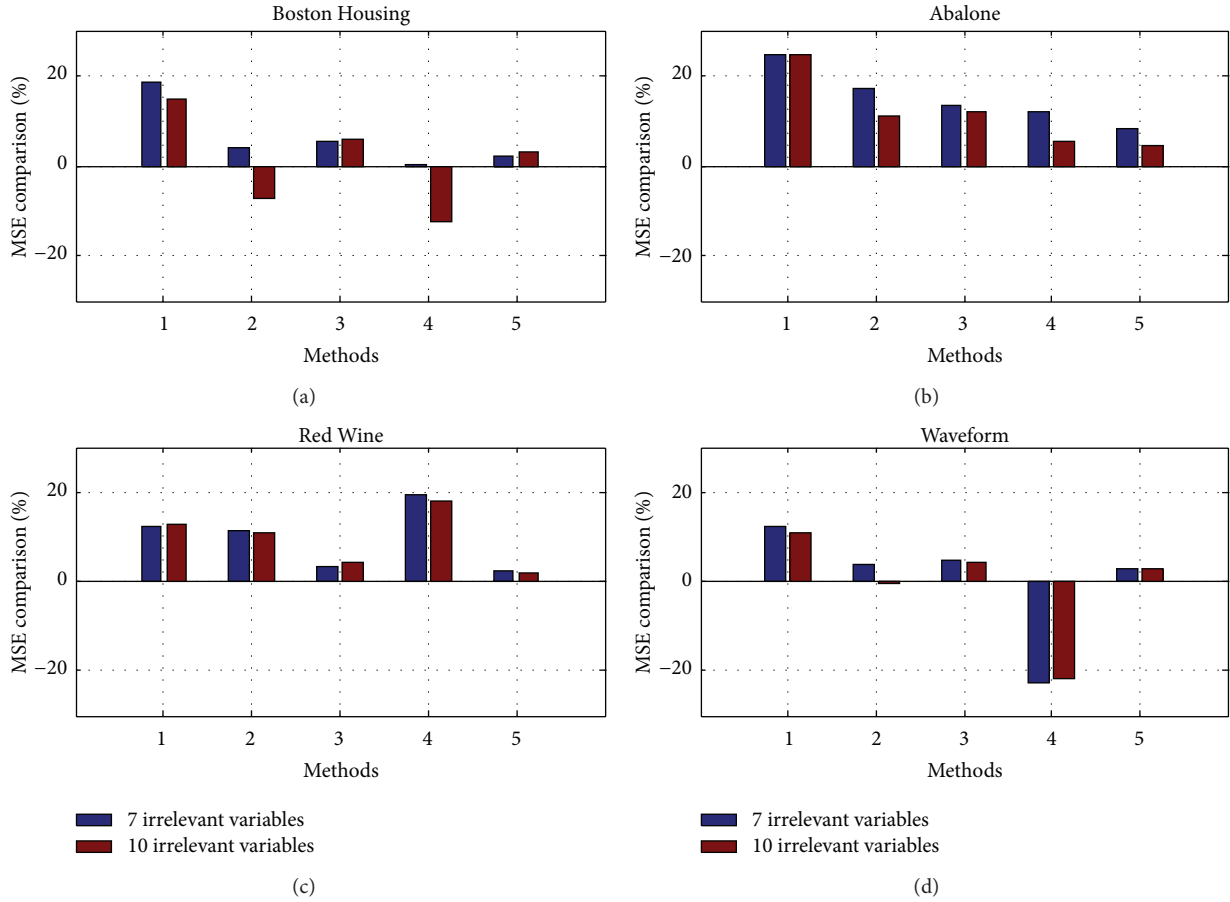 Boston Housing
MSE comparison (%)
20
0
−20
1 2 3 4 5
Methods
(a)
Abalone
MSE comparison (%)
20
0
−20
1 2 3 4 5
Methods
(b)
Red Wine
MSE comparison (%)
20
0
−20
1 2 3 4 5
Methods
7 irrelevant variables
10 irrelevant variables
(c)
Waveform
MSE comparison (%)
20
0
−20
1 2 3 4 5
Methods
7 irrelevant variables
10 irrelevant variables
(d)